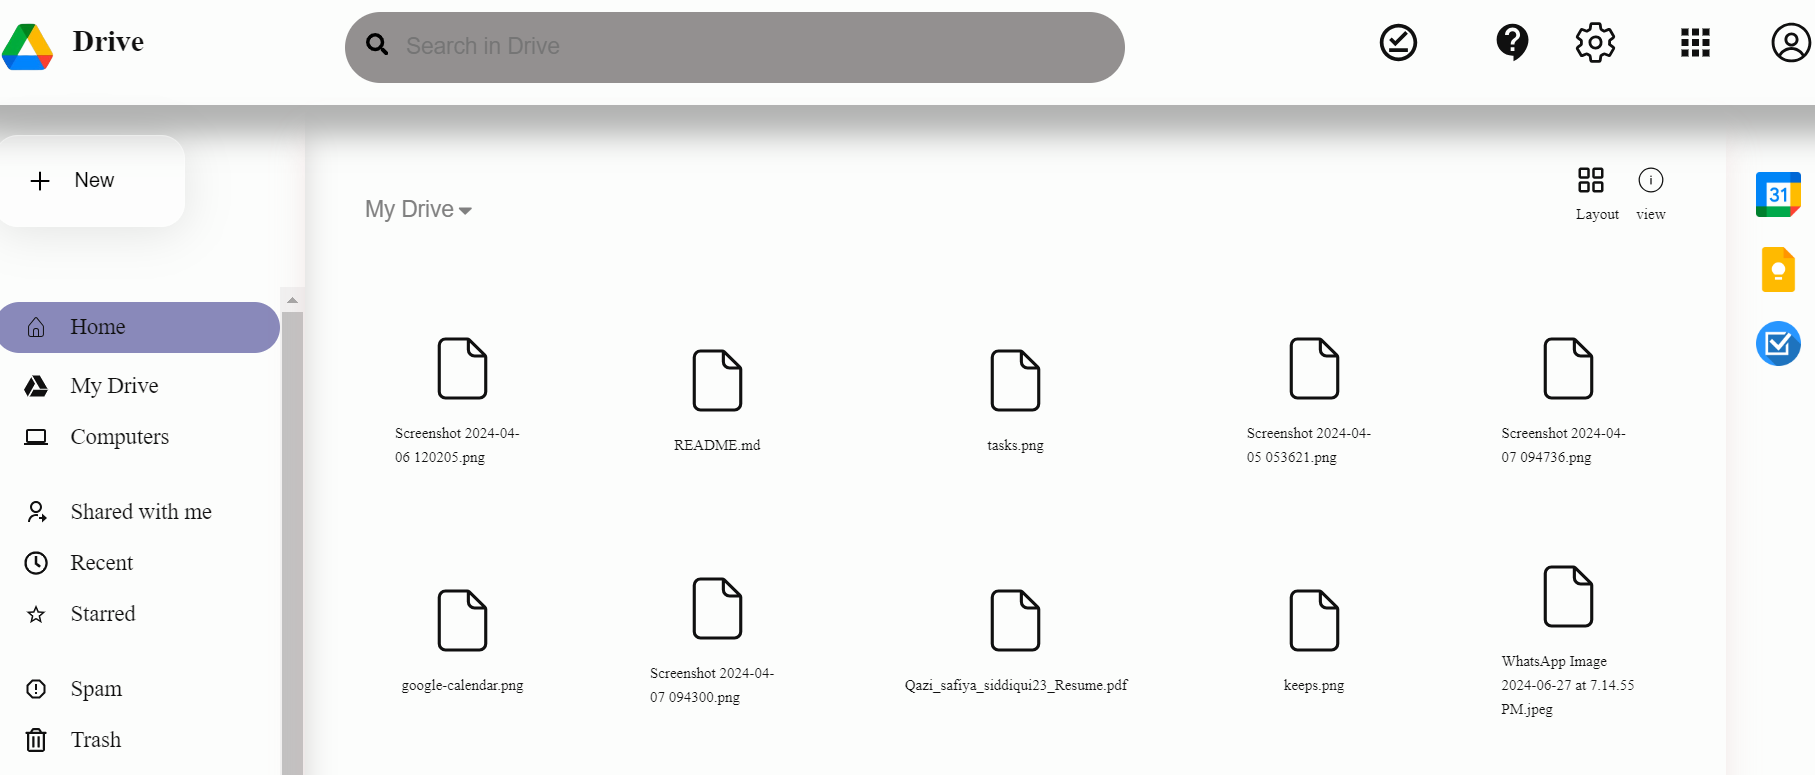 Drive
Search in Drive
New
My Drive
Layout
view
31
Home
My Drive
Computers
Shared with me
Recent
Starred
Spam
Trash
Screenshot 2024-04-
06 120205.png
README.md
tasks.png
Screenshot 2024-04-
05 053621.png
Screenshot 2024-04-
07 094736.png
google-calendar.png
Screenshot 2024-04-
07 094300.png
Qazi_safiya_siddiqui23_Resume.pdf
keeps.png
WhatsApp Image
2024-06-27 at 7.14.55
PM.jpeg